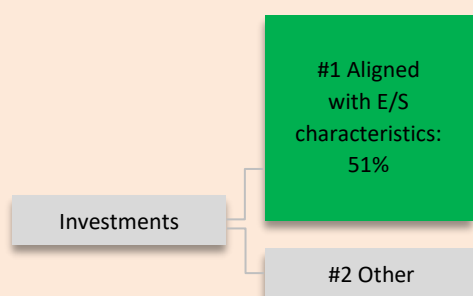 #1 Aligned
with E/S
characteristics:
51%
Investments
#2 Other